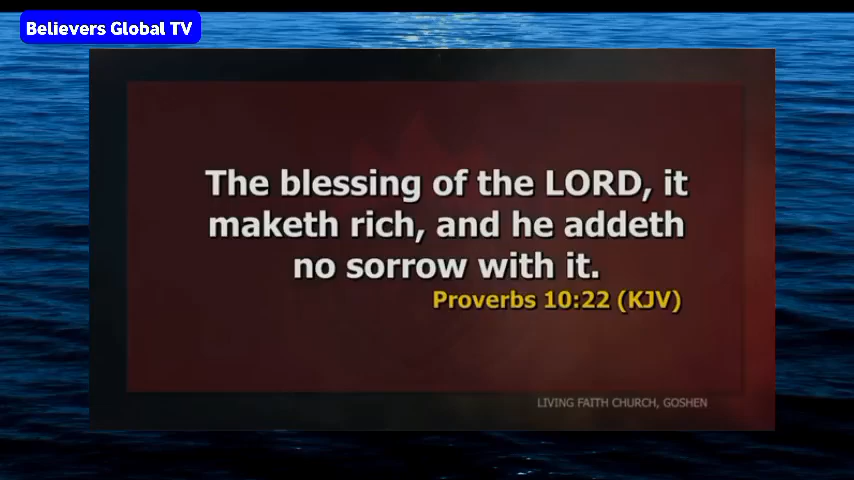 Believers Global TV
The blessing of the LORD, it
maketh rich, and he addeth
no sorrow with it.
Proverbs 10:22 (KJV)
LIVING FAITH CHURCH, GOSHEN